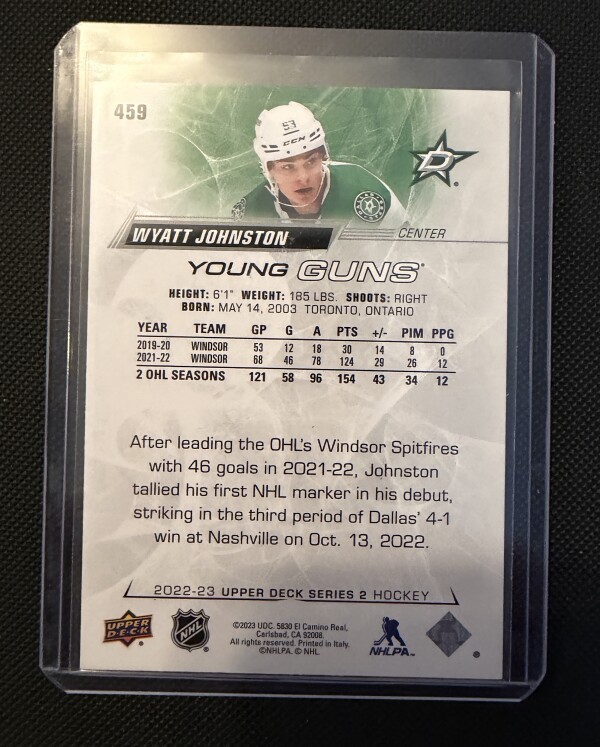 459
53
CCM
D
WYATT JOHNSTON
CENTER
YOUNG GUNS
HEIGHT: 6'1" WEIGHT: 185 LBS. SHOOTS: RIGHT
BORN: MAY 14, 2003 TORONTO, ONTARIO
YEAR TEAM GP G A PTS +/- PIM PPG
2019-20 WINDSOR 53 12 18 30 14 8 0
2021-22 WINDSOR 68 46 78 124 29 26 12
2 OHL SEASONS 121 58 96 154 43 34 12
After leading the OHL's Windsor Spitfires
with 46 goals in 2021-22, Johnston
tallied his first NHL marker in his debut,
striking in the third period of Dallas' 4-1
win at Nashville on Oct. 13, 2022.
2022-23 UPPER DECK SERIES 2 HOCKEY
UPPER DECK
NHL
©2023 UDC. 5830 El Camino Real,
Carlsbad, CA 92008.
All rights reserved. Printed in Italy.
©NHLPA. © NHL
NHLPA™